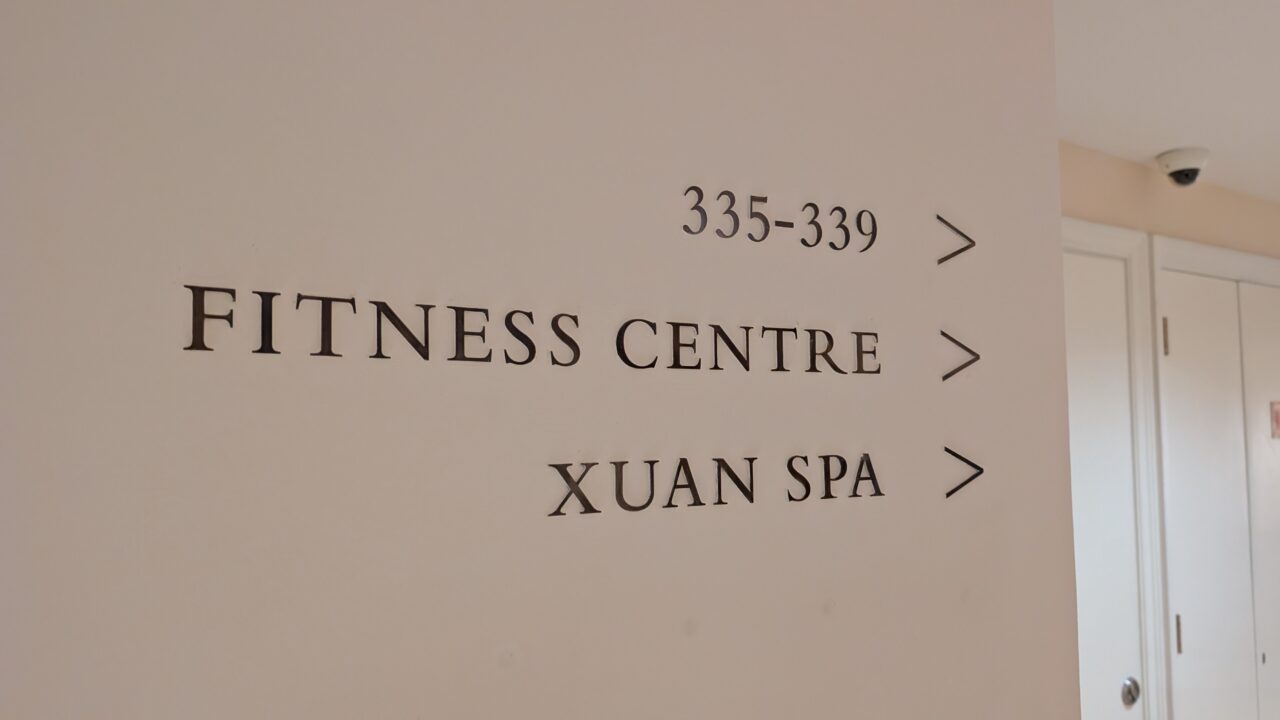 335-339 >
FITNESS CENTRE >
XUAN SPA >